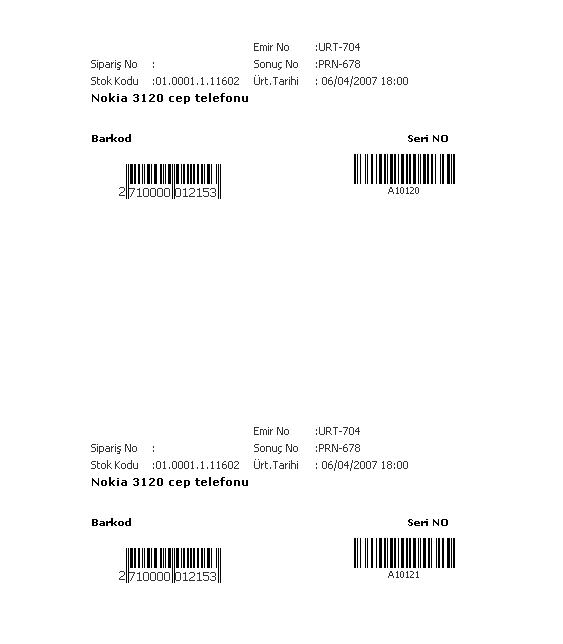 Emir No :URT-704
Sipariş No : Sonuç No :PRN-678
Stok Kodu :01.0001.1.11602 Ürt.Tarihi : 06/04/2007 18:00
Nokia 3120 cep telefonu
Barkod Seri NO
2 710000 012153 A10120
Emir No :URT-704
Sipariş No : Sonuç No :PRN-678
Stok Kodu :01.0001.1.11602 Ürt.Tarihi : 06/04/2007 18:00
Nokia 3120 cep telefonu
Barkod Seri NO
2 710000 012153 A10121